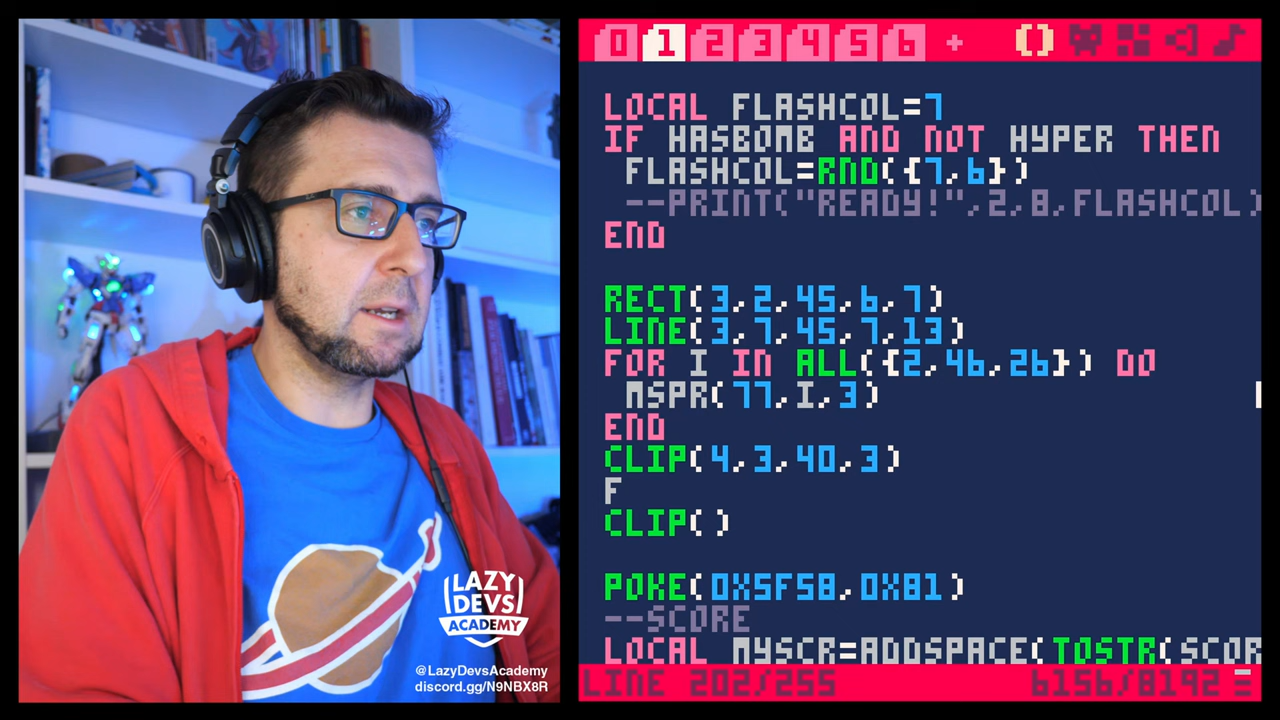 LAZY
DEVS
ACADEMY
@LazyDevsAcademy
discord.gg/N9NBX8R
0 1 2 3 4 5 6 +
LOCAL FLASHCOL=7
IF HASBOMB AND NOT HYPER THEN
FLASHCOL=RND({7,6})
--PRINT("READY!",2,8,FLASHCOL)
END
RECT(3,2,45,6,7)
LINE(3,7,45,7,13)
FOR I IN ALL({2,46,26}) DO
MSPR(77,I,3)
END
CLIP(4,3,40,3)
F
CLIP()
POKE(0X5F58,0X81)
--SCORE
LOCAL MYSCR=ADDSPACE(TOSTR(SCOR
LINE 202/255
6156/8192